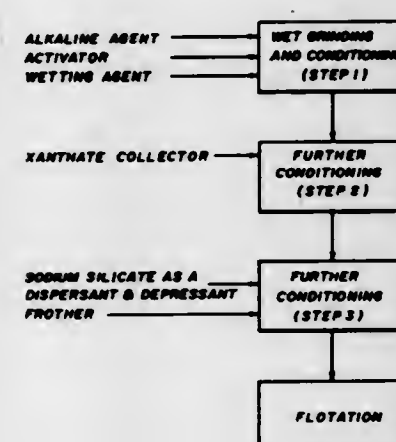 ALKALINE AGENT
ACTIVATOR
WETTING AGENT
WET GRINDING
AND CONDITIONING
(STEP 1)
XANTHATE COLLECTOR
FURTHER
CONDITIONING
(STEP 2)
SODIUM SILICATE AS A
DISPERSANT & DEPRESSANT
FROTHER
FURTHER
CONDITIONING
(STEP 3)
FLOTATION